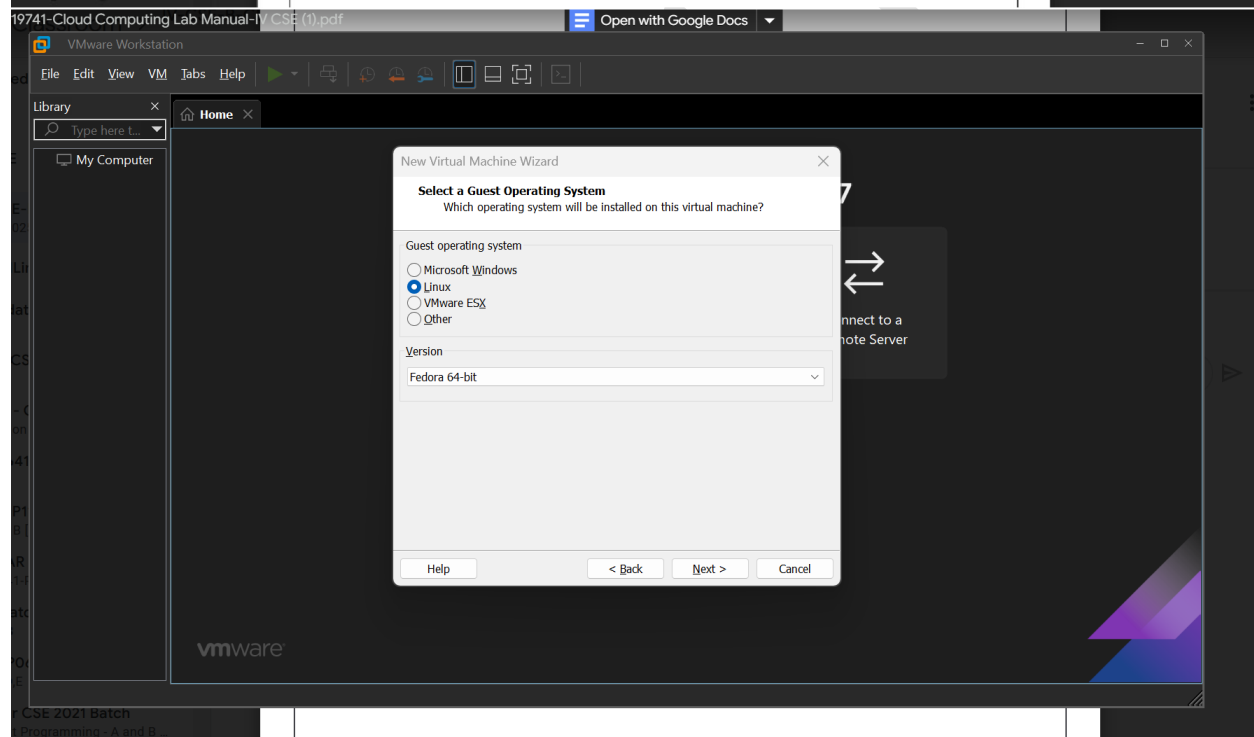 19741-Cloud Computing Lab Manual-IV CSE (1).pdf
Open with Google Docs
VMware Workstation
File Edit View VM Tabs Help
Library
Home
Type here t...
My Computer
New Virtual Machine Wizard
Select a Guest Operating System
Which operating system will be installed on this virtual machine?
7
Guest operating system
Microsoft Windows
Linux
VMware ESX
Other
nnect to a
note Server
Version
Fedora 64-bit
Help
< Back
Next >
Cancel
vmware
r CSE 2021 Batch
t Programming - A and B